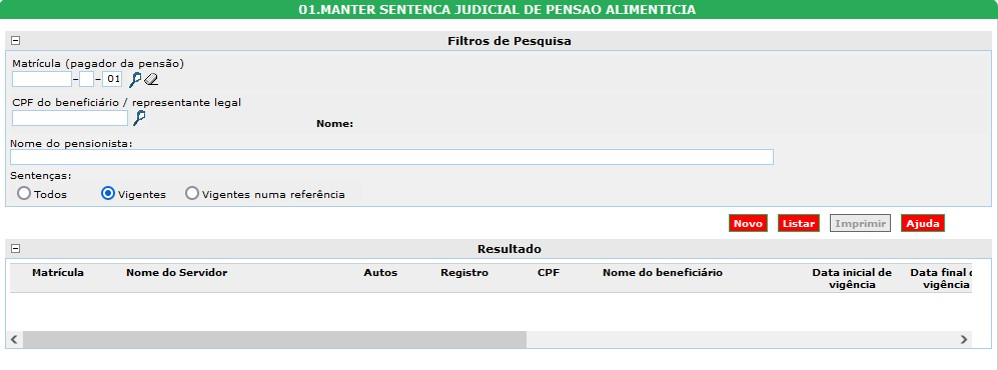 01.MANTER SENTENCA JUDICIAL DE PENSAO ALIMENTICIA
Filtros de Pesquisa
Matrícula (pagador da pensão)
- - 01
CPF do beneficiário / representante legal
Nome:
Nome do pensionista:
Sentenças:
Todos Vigentes Vigentes numa referência
Novo Listar Imprimir Ajuda
Resultado
Matrícula Nome do Servidor Autos Registro CPF Nome do beneficiário Data inicial de Data final
vigência vigência